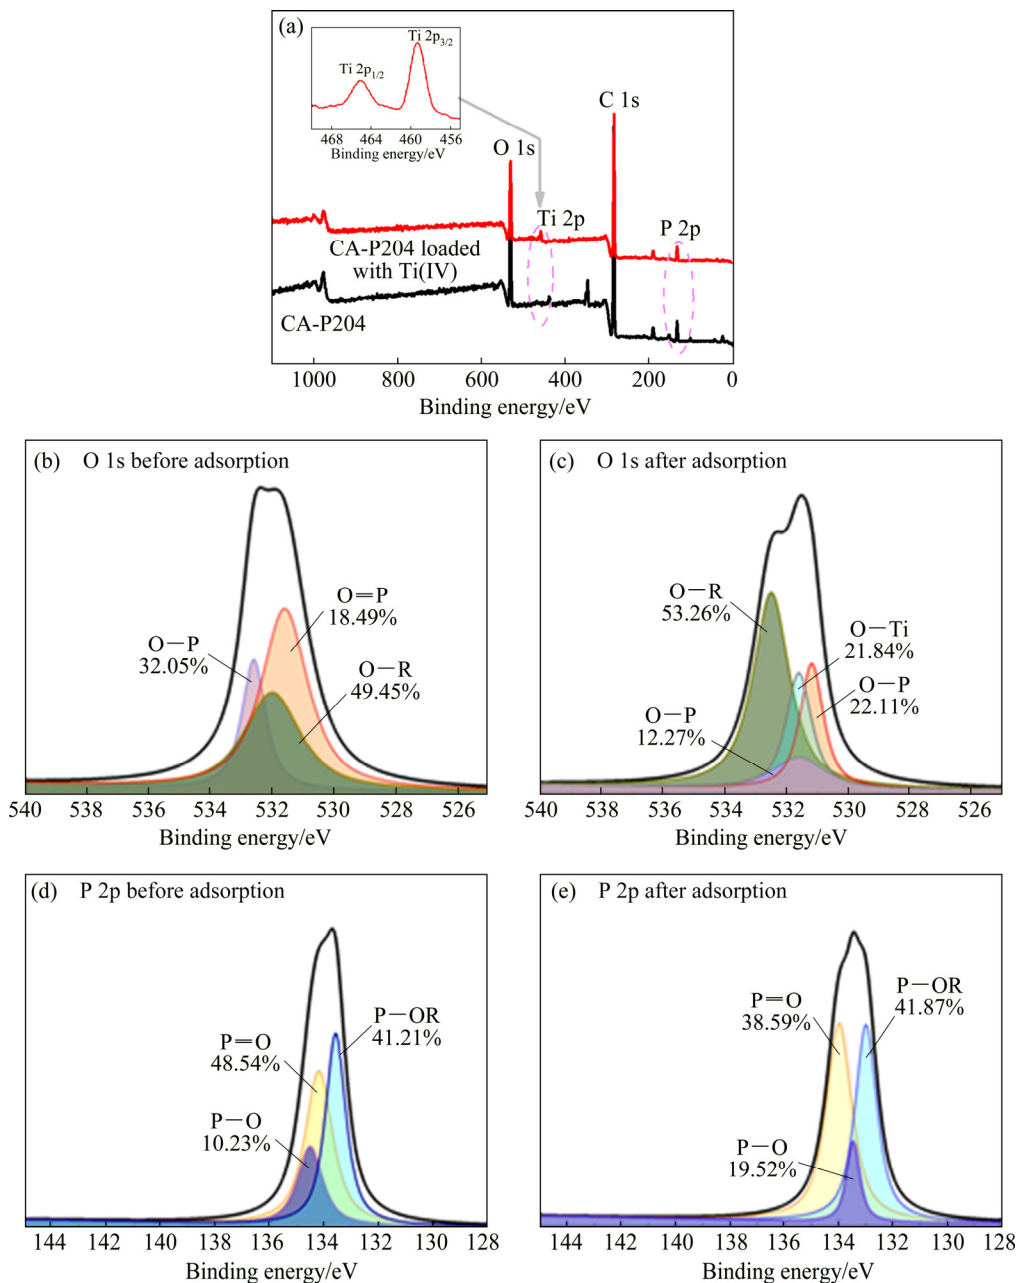 (a)
Ti 2p3/2
Ti 2p1/2
468 464 460 456
Binding energy/eV
C 1s
O 1s
Ti 2p
P 2p
CA-P204 loaded
with Ti(IV)
CA-P204
1000 800 600 400 200 0
Binding energy/eV
(b) O 1s before adsorption
O=P
18.49%
O−P
32.05%
O−R
49.45%
540 538 536 534 532 530 528 526
Binding energy/eV
(c) O 1s after adsorption
O−R
53.26%
O−Ti
21.84%
O−P
22.11%
O−P
12.27%
540 538 536 534 532 530 528 526
Binding energy/eV
(d) P 2p before adsorption
P−OR
41.21%
P=O
48.54%
P−O
10.23%
144 142 140 138 136 134 132 130 128
Binding energy/eV
(e) P 2p after adsorption
P=O
38.59%
P−OR
41.87%
P−O
19.52%
144 142 140 138 136 134 132 130 128
Binding energy/eV